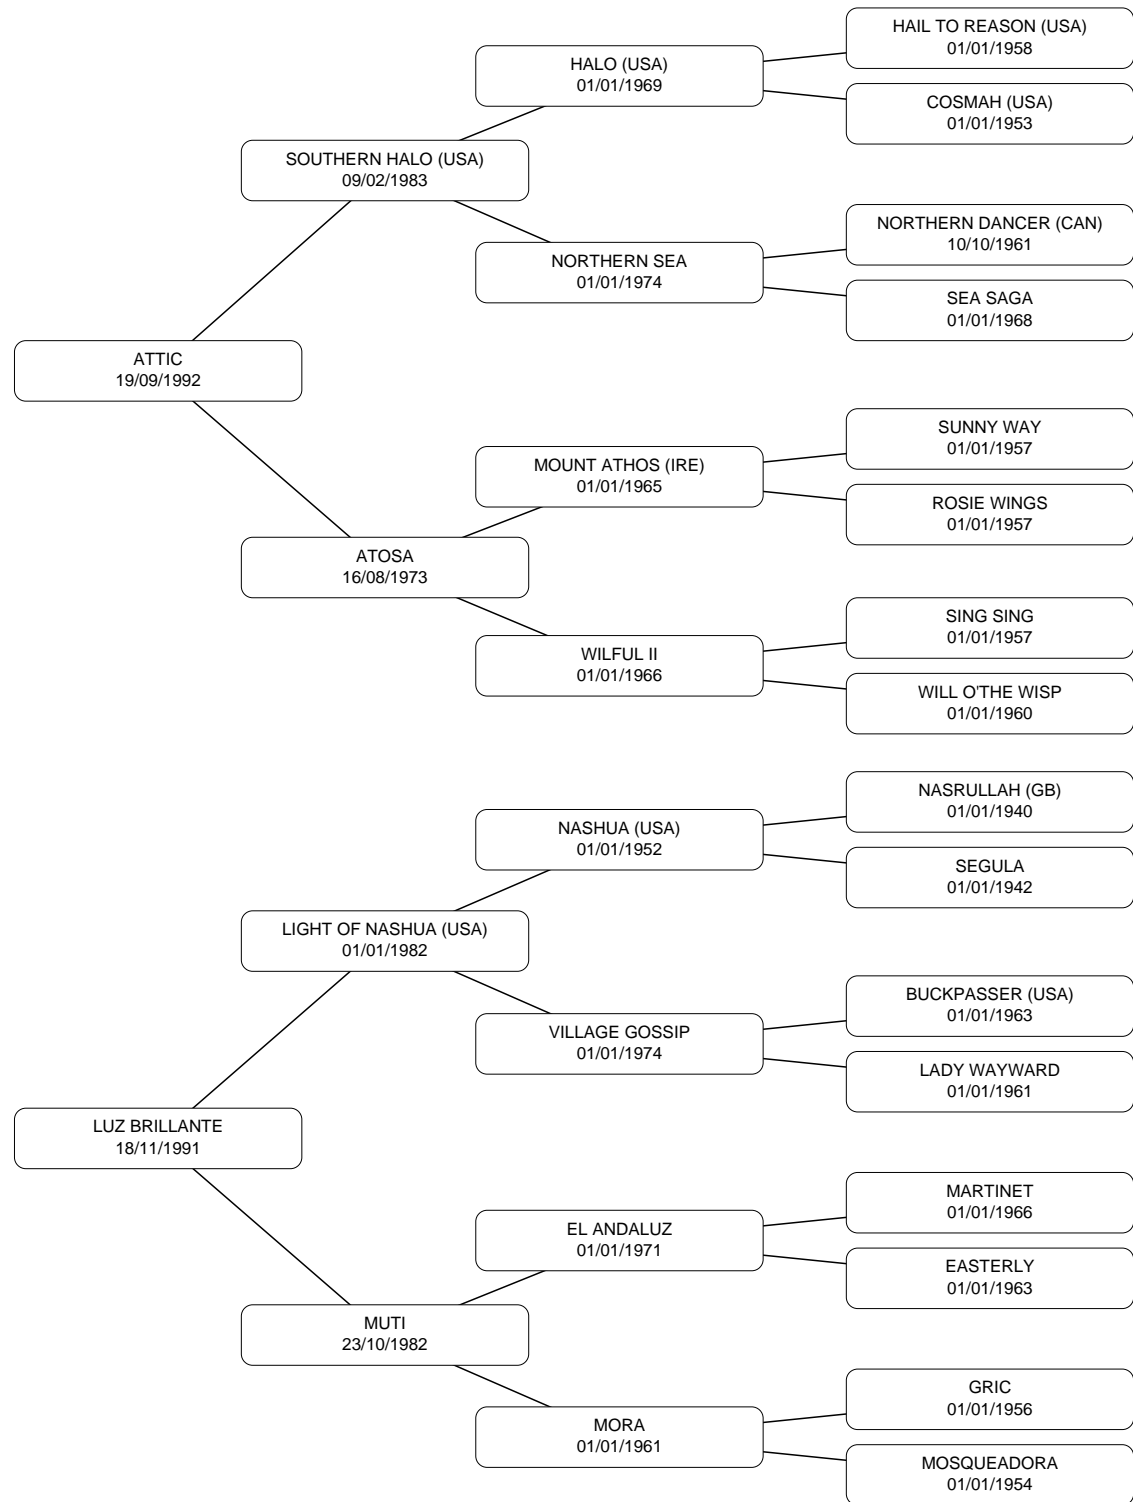 HAIL TO REASON (USA)
01/01/1958
HALO (USA)
01/01/1969
COSMAH (USA)
01/01/1953
SOUTHERN HALO (USA)
09/02/1983
NORTHERN DANCER (CAN)
10/10/1961
NORTHERN SEA
01/01/1974
SEA SAGA
01/01/1968
ATTIC
19/09/1992
SUNNY WAY
01/01/1957
MOUNT ATHOS (IRE)
01/01/1965
ROSIE WINGS
01/01/1957
ATOSA
16/08/1973
SING SING
01/01/1957
WILFUL II
01/01/1966
WILL O'THE WISP
01/01/1960
NASRULLAH (GB)
01/01/1940
NASHUA (USA)
01/01/1952
SEGULA
01/01/1942
LIGHT OF NASHUA (USA)
01/01/1982
BUCKPASSER (USA)
01/01/1963
VILLAGE GOSSIP
01/01/1974
LADY WAYWARD
01/01/1961
LUZ BRILLANTE
18/11/1991
MARTINET
01/01/1966
EL ANDALUZ
01/01/1971
EASTERLY
01/01/1963
MUTI
23/10/1982
GRIC
01/01/1956
MORA
01/01/1961
MOSQUEADORA
01/01/1954